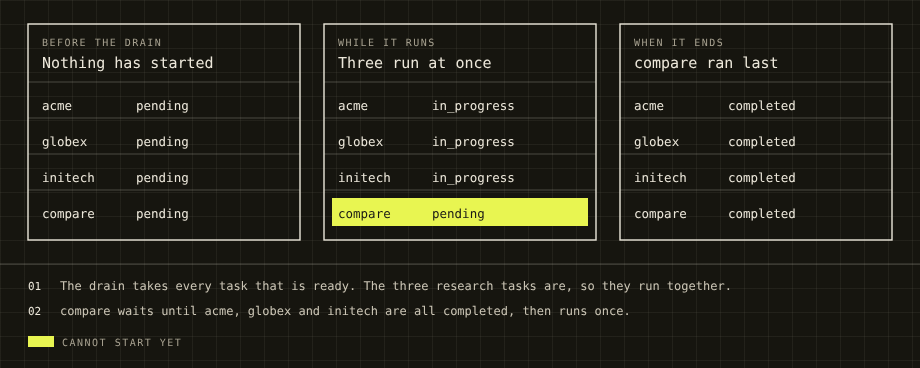 BEFORE THE DRAIN
Nothing has started
acme pending
globex pending
initech pending
compare pending
WHILE IT RUNS
Three run at once
acme in_progress
globex in_progress
initech in_progress
compare pending
WHEN IT ENDS
compare ran last
acme completed
globex completed
initech completed
compare completed
01 The drain takes every task that is ready. The three research tasks are, so they run together.
02 compare waits until acme, globex and initech are all completed, then runs once.
CANNOT START YET